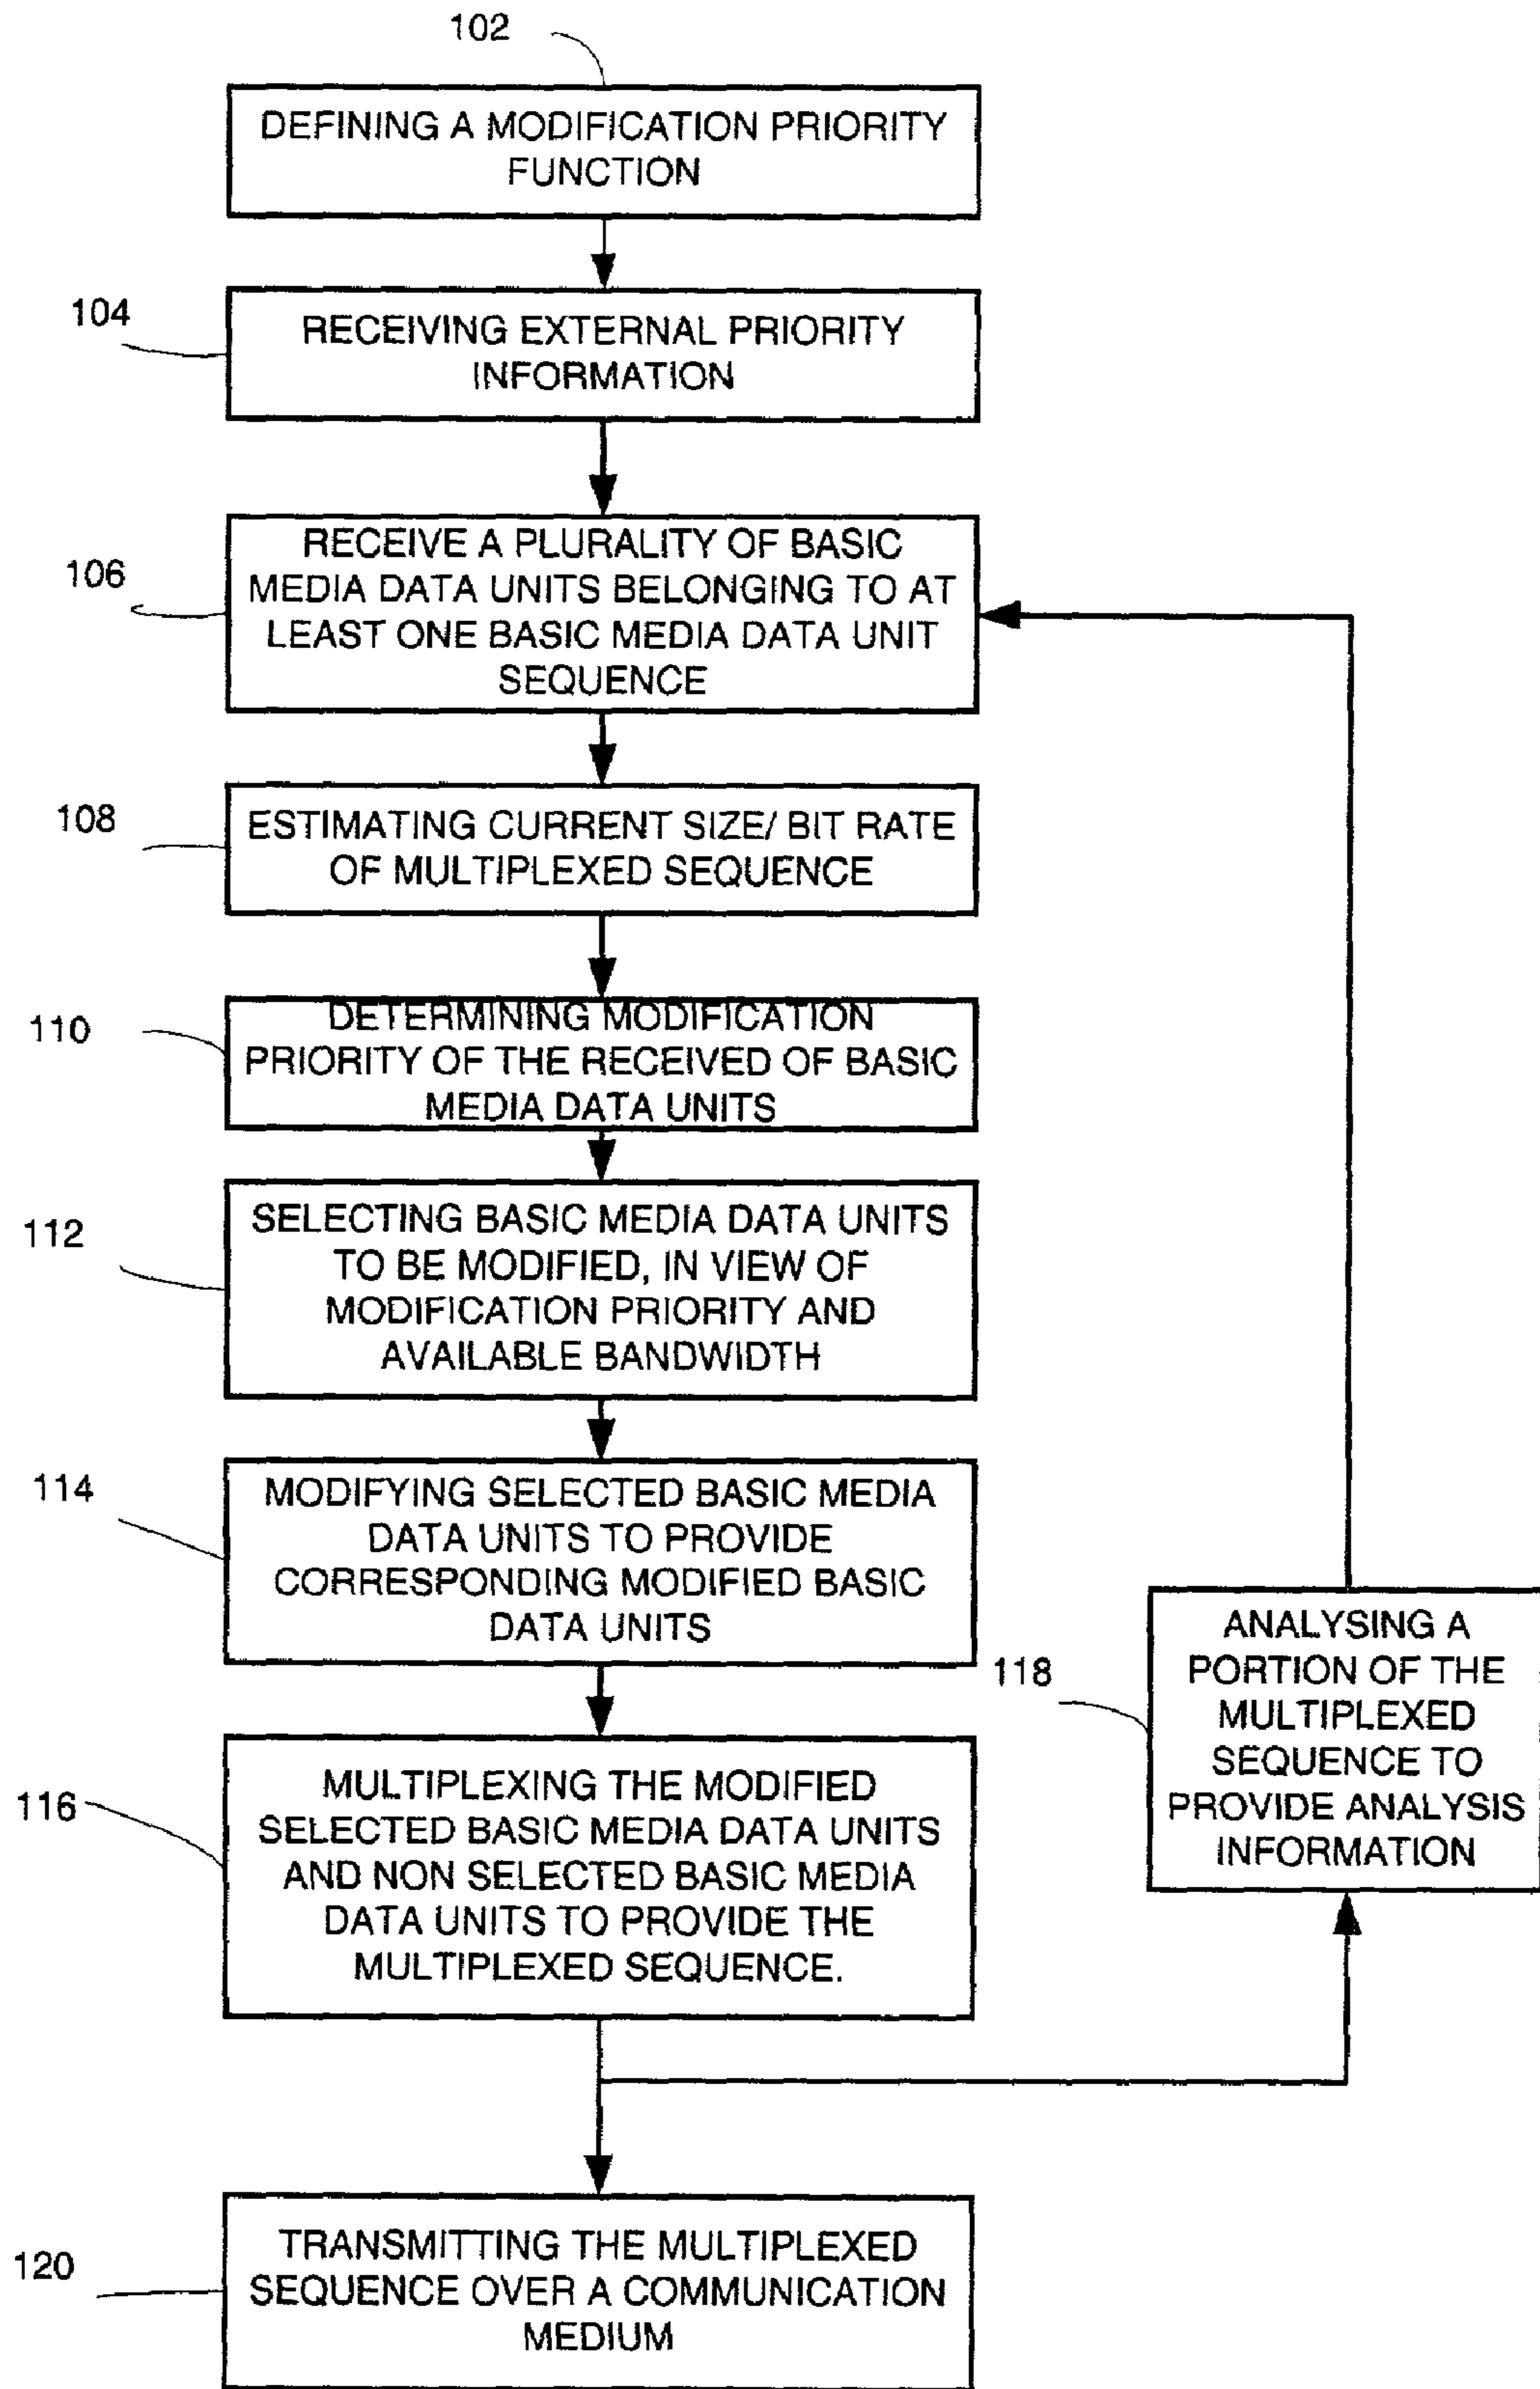 102
DEFINING A MODIFICATION PRIORITY
FUNCTION
104
RECEIVING EXTERNAL PRIORITY
INFORMATION
106
RECEIVE A PLURALITY OF BASIC
MEDIA DATA UNITS BELONGING TO AT
LEAST ONE BASIC MEDIA DATA UNIT
SEQUENCE
108
ESTIMATING CURRENT SIZE/ BIT RATE
OF MULTIPLEXED SEQUENCE
110
DETERMINING MODIFICATION
PRIORITY OF THE RECEIVED OF BASIC
MEDIA DATA UNITS
112
SELECTING BASIC MEDIA DATA UNITS
TO BE MODIFIED, IN VIEW OF
MODIFICATION PRIORITY AND
AVAILABLE BANDWIDTH
114
MODIFYING SELECTED BASIC MEDIA
DATA UNITS TO PROVIDE
CORRESPONDING MODIFIED BASIC
DATA UNITS
116
MULTIPLEXING THE MODIFIED
SELECTED BASIC MEDIA DATA UNITS
AND NON SELECTED BASIC MEDIA
DATA UNITS TO PROVIDE THE
MULTIPLEXED SEQUENCE.
118
ANALYSING A
PORTION OF THE
MULTIPLEXED
SEQUENCE TO
PROVIDE ANALYSIS
INFORMATION
120
TRANSMITTING THE MULTIPLEXED
SEQUENCE OVER A COMMUNICATION
MEDIUM